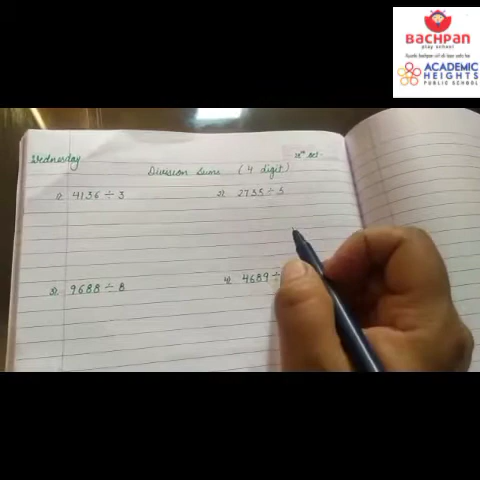 BACHPAN
play school
ACADEMIC
HEIGHTS
PUBLIC SCHOOL
Wednesday
Division Sums (4 digit)
1) 4136 ÷ 3
2) 2735 ÷ 5
3) 9688 ÷ 8
4) 4689 ÷